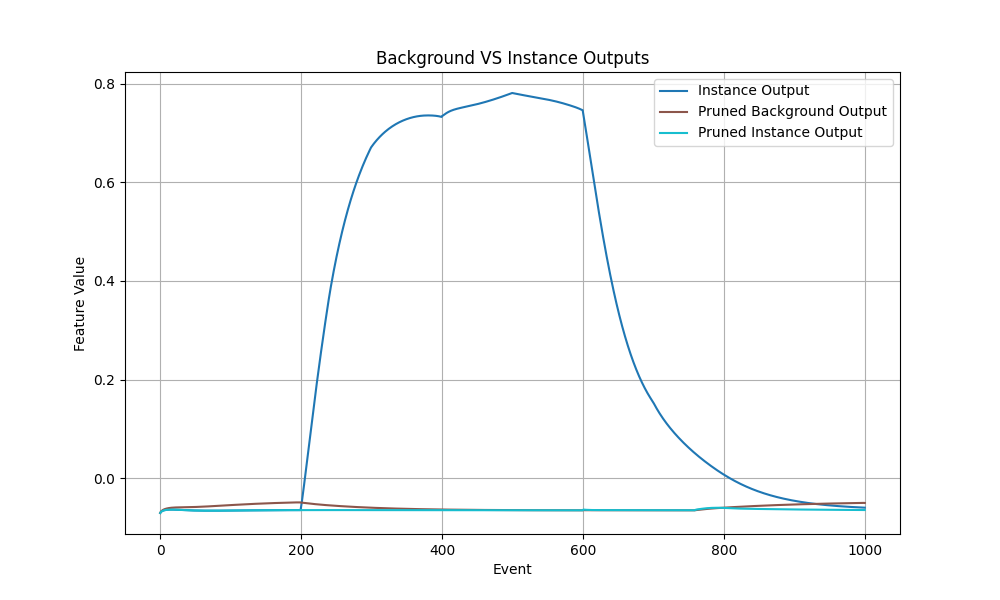 Background VS Instance Outputs
Instance Output
Pruned Background Output
Pruned Instance Output
Feature Value
0.8
0.6
0.4
0.2
0.0
0 200 400 600 800 1000
Event